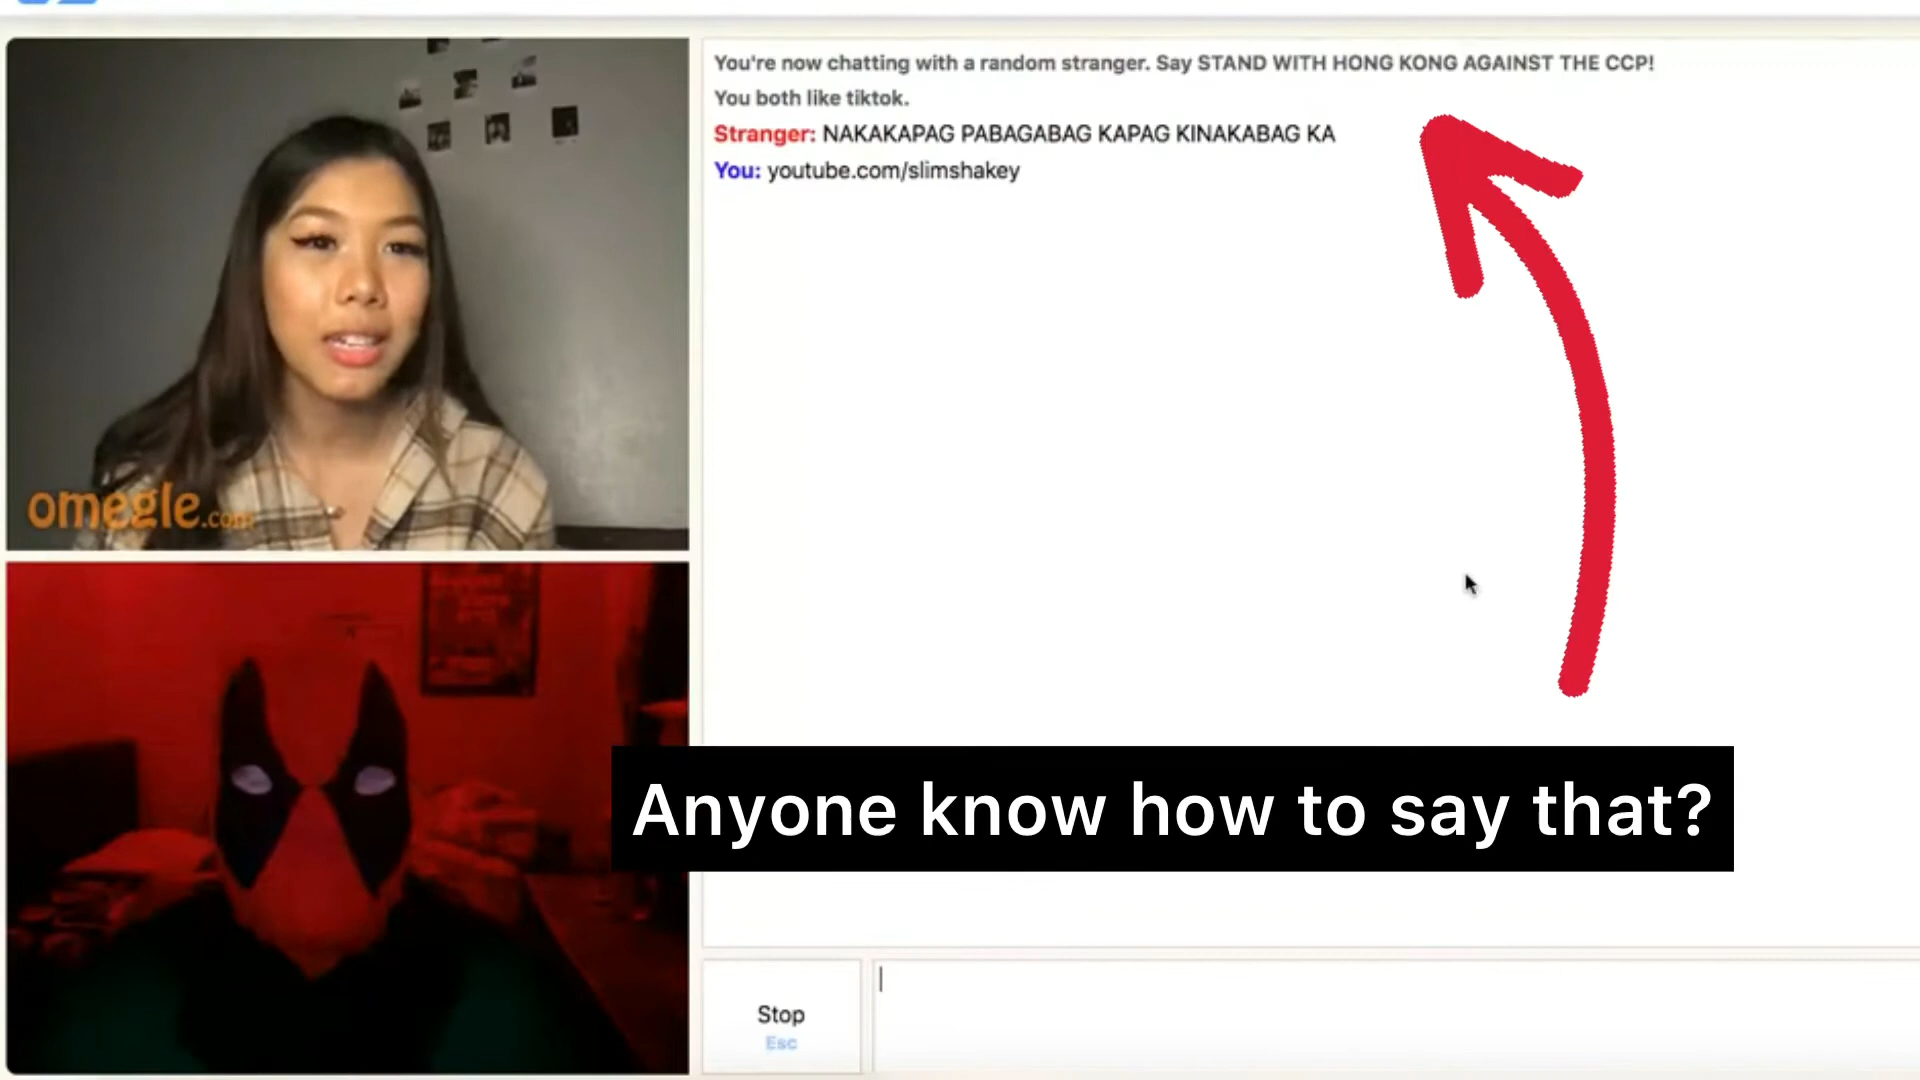 You're now chatting with a random stranger. Say STAND WITH HONG KONG AGAINST THE CCP!
You both like tiktok.
Stranger: NAKAKAPAG PABAGABAG KAPAG KINAKABAG KA
You: youtube.com/slimshakey
omegle.com
Anyone know how to say that?
Stop
Esc